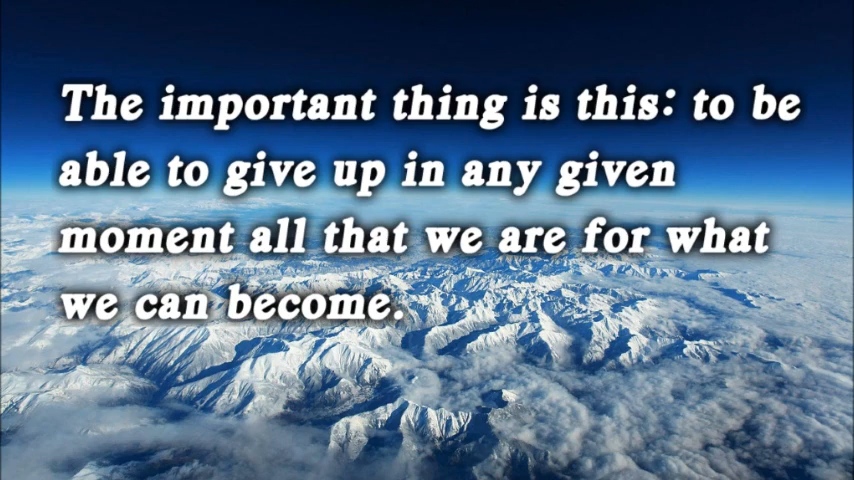 The important thing is this: to be
able to give up in any given
moment all that we are for what
we can become.